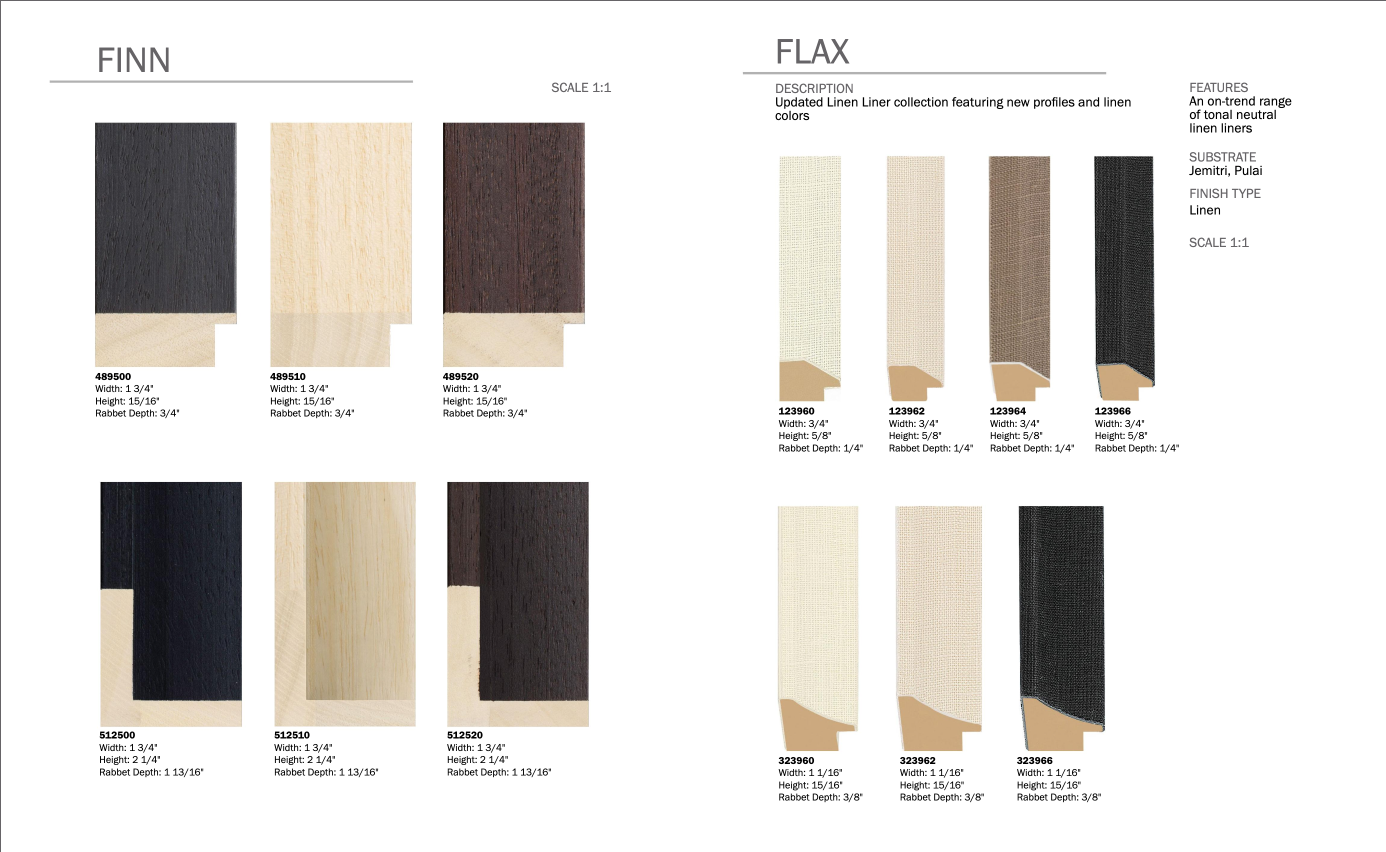 FINN
SCALE 1:1
489500
Width: 1 3/4"
Height: 15/16"
Rabbet Depth: 3/4"
489510
Width: 1 3/4"
Height: 15/16"
Rabbet Depth: 3/4"
489520
Width: 1 3/4"
Height: 15/16"
Rabbet Depth: 3/4"
512500
Width: 1 3/4"
Height: 2 1/4"
Rabbet Depth: 1 13/16"
512510
Width: 1 3/4"
Height: 2 1/4"
Rabbet Depth: 1 13/16"
512520
Width: 1 3/4"
Height: 2 1/4"
Rabbet Depth: 1 13/16"
FLAX
DESCRIPTION
Updated Linen Liner collection featuring new profiles and linen
colors
FEATURES
An on-trend range
of tonal neutral
linen liners
SUBSTRATE
Jemitri, Pulai
FINISH TYPE
Linen
SCALE 1:1
123960
Width: 3/4"
Height: 5/8"
Rabbet Depth: 1/4"
123962
Width: 3/4"
Height: 5/8"
Rabbet Depth: 1/4"
123964
Width: 3/4"
Height: 5/8"
Rabbet Depth: 1/4"
123966
Width: 3/4"
Height: 5/8"
Rabbet Depth: 1/4"
323960
Width: 1 1/16"
Height: 15/16"
Rabbet Depth: 3/8"
323962
Width: 1 1/16"
Height: 15/16"
Rabbet Depth: 3/8"
323966
Width: 1 1/16"
Height: 15/16"
Rabbet Depth: 3/8"